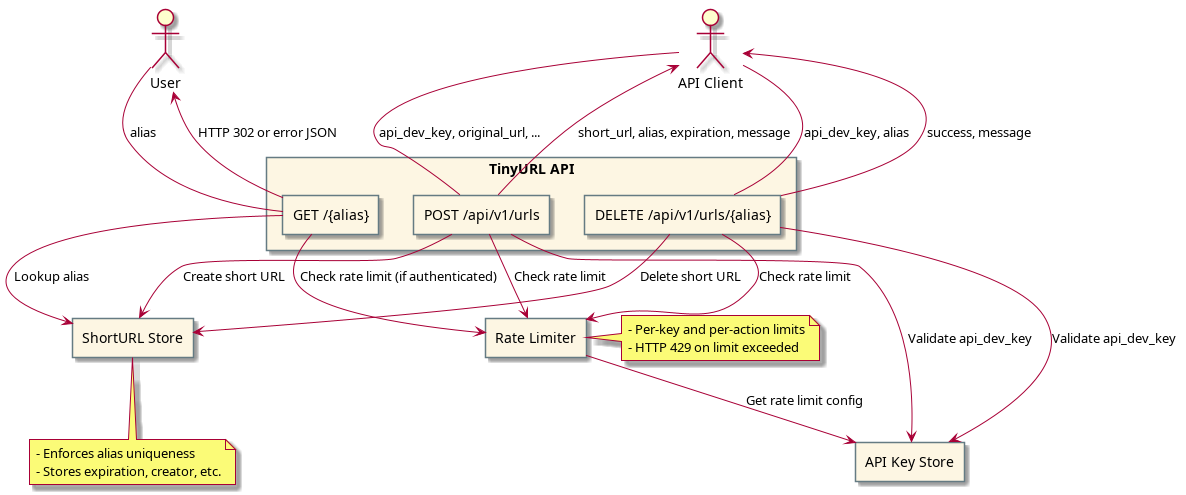 User
API Client
alias
HTTP 302 or error JSON
api_dev_key, original_url, ...
short_url, alias, expiration, message
api_dev_key, alias
success, message
TinyURL API
GET /{alias}
POST /api/v1/urls
DELETE /api/v1/urls/{alias}
Lookup alias
Create short URL
Check rate limit (if authenticated)
Check rate limit
Delete short URL
Check rate limit
ShortURL Store
Rate Limiter
- Per-key and per-action limits
- HTTP 429 on limit exceeded
Validate api_dev_key
Validate api_dev_key
Get rate limit config
- Enforces alias uniqueness
- Stores expiration, creator, etc.
API Key Store